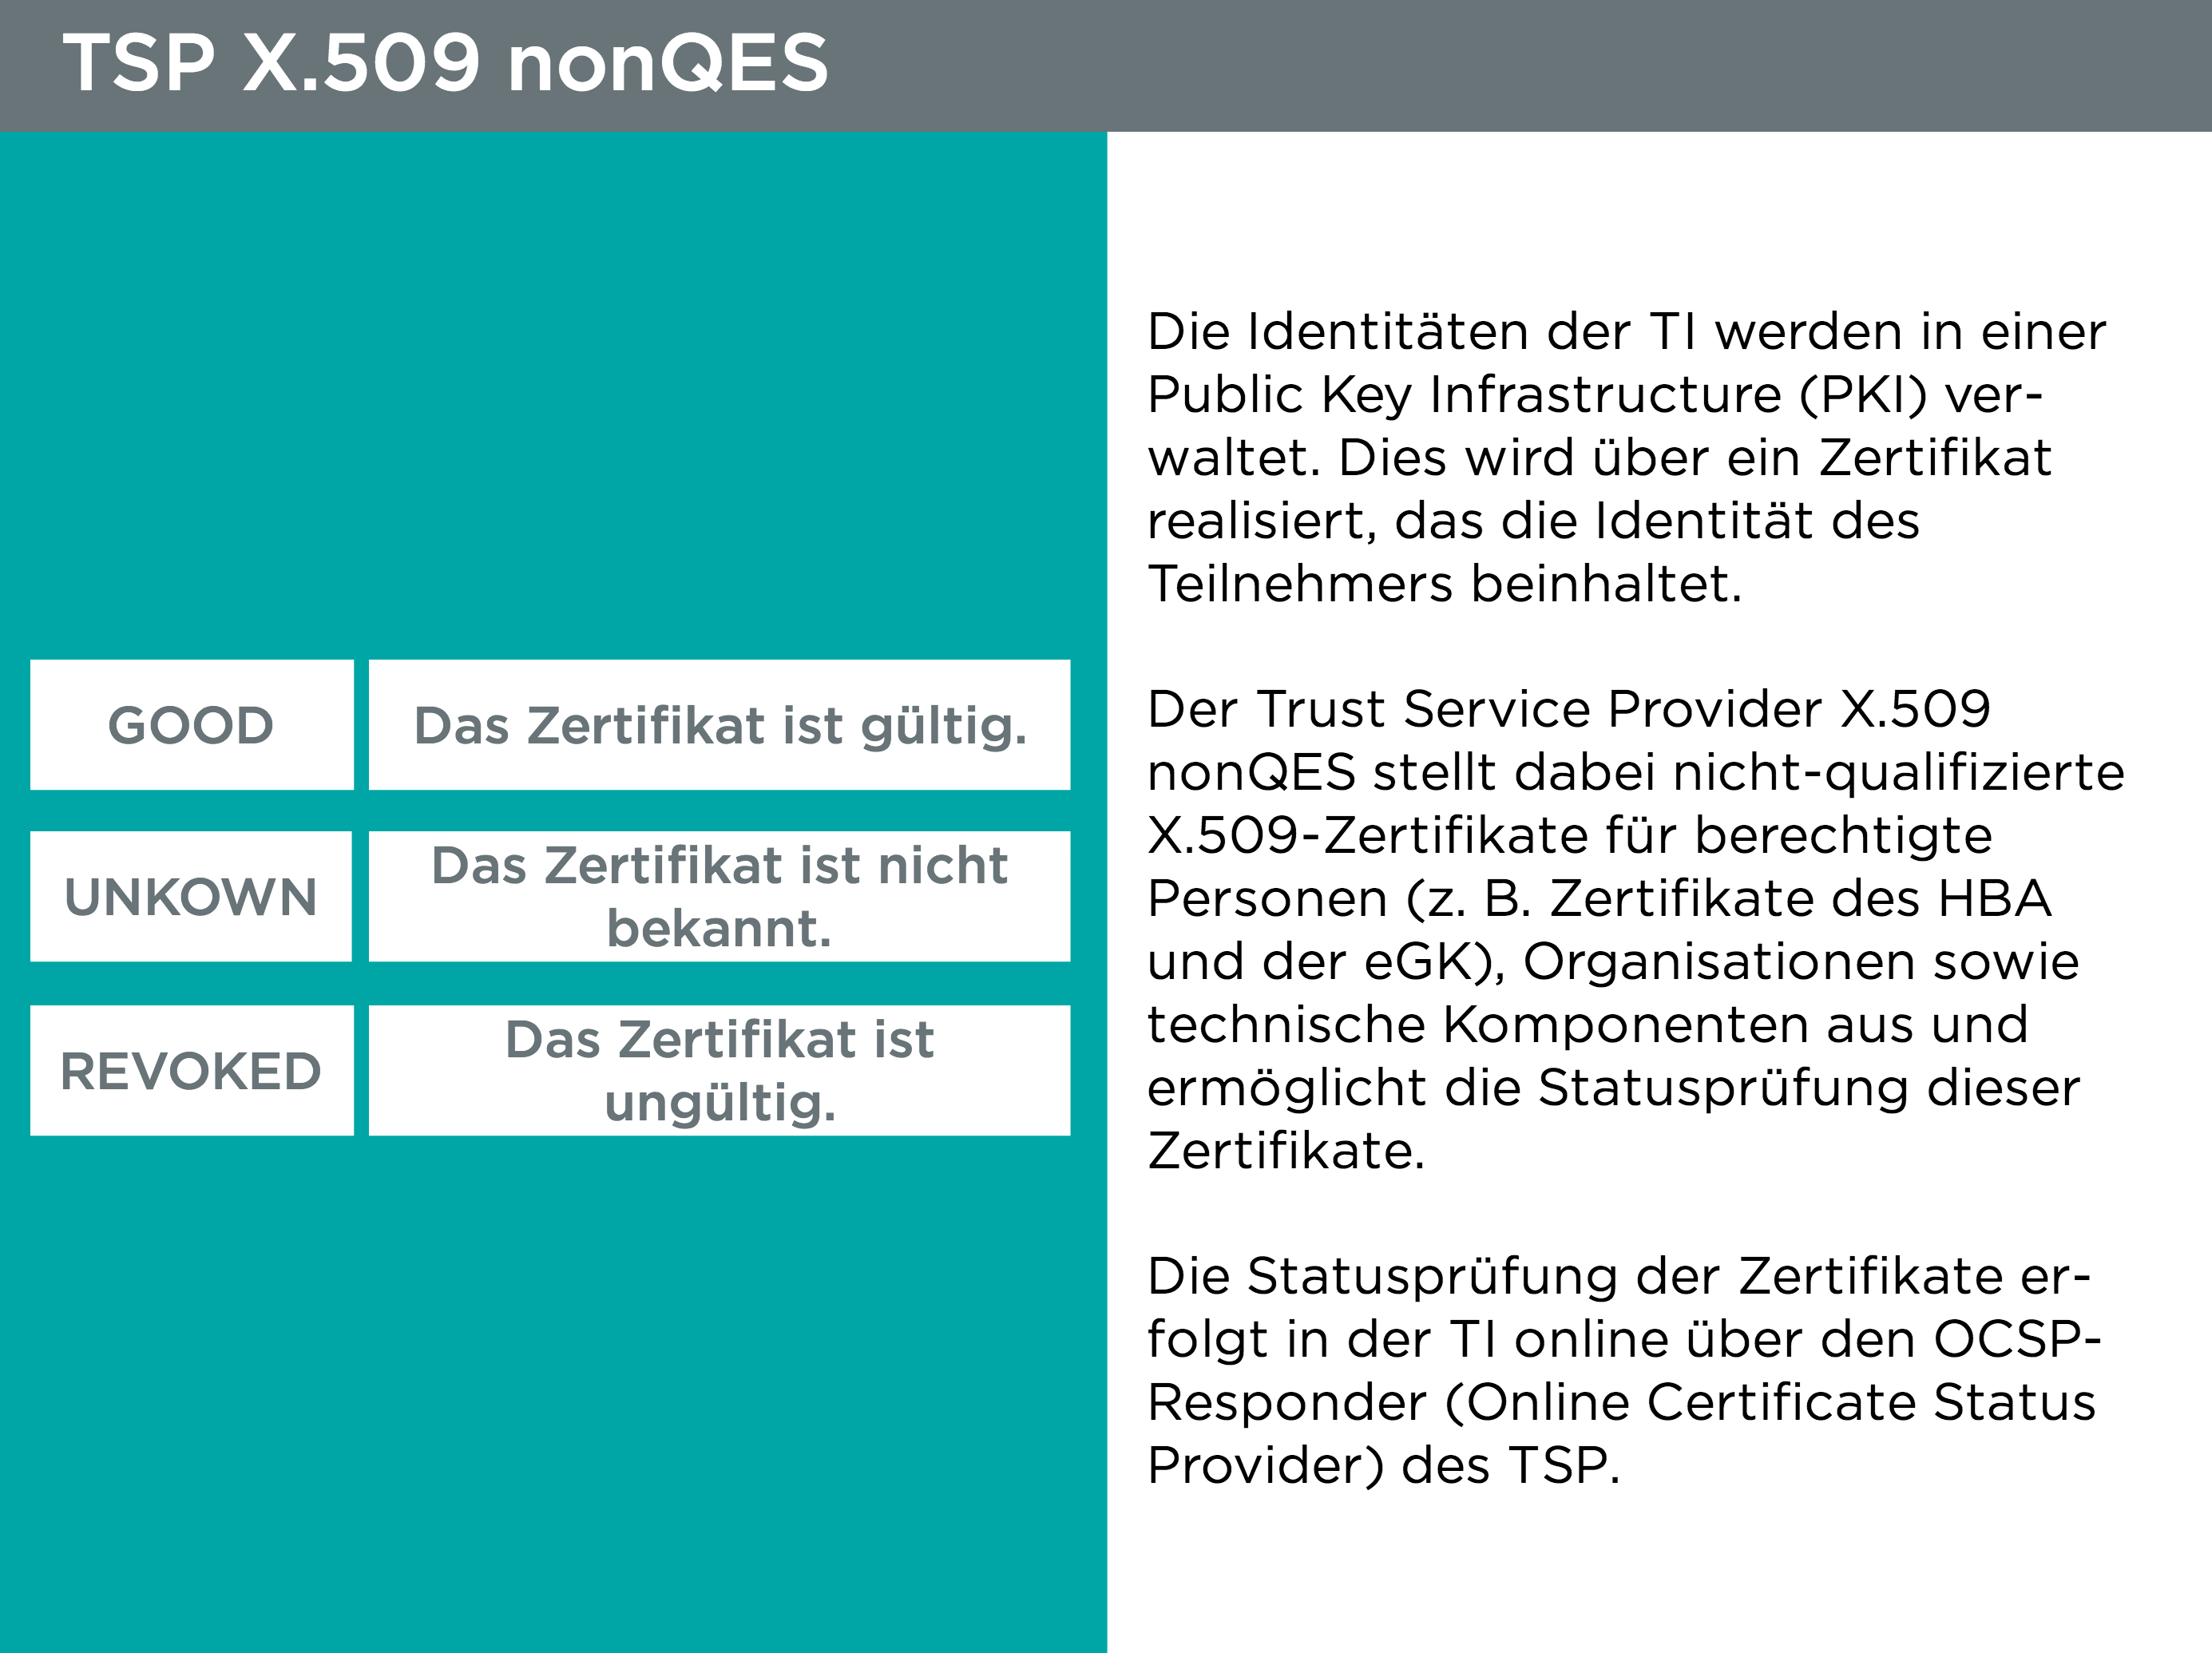 TSP X.509 nonQES
GOOD
Das Zertifikat ist gültig.
UNKOWN
Das Zertifikat ist nicht
bekannt.
REVOKED
Das Zertifikat ist
ungültig.
Die Identitäten der TI werden in einer
Public Key Infrastructure (PKI) ver-
waltet. Dies wird über ein Zertifikat
realisiert, das die Identität des
Teilnehmers beinhaltet.
Der Trust Service Provider X.509
nonQES stellt dabei nicht-qualifizierte
X.509-Zertifikate für berechtigte
Personen (z. B. Zertifikate des HBA
und der eGK), Organisationen sowie
technische Komponenten aus und
ermöglicht die Statusprüfung dieser
Zertifikate.
Die Statusprüfung der Zertifikate er-
folgt in der TI online über den OCSP-
Responder (Online Certificate Status
Provider) des TSP.